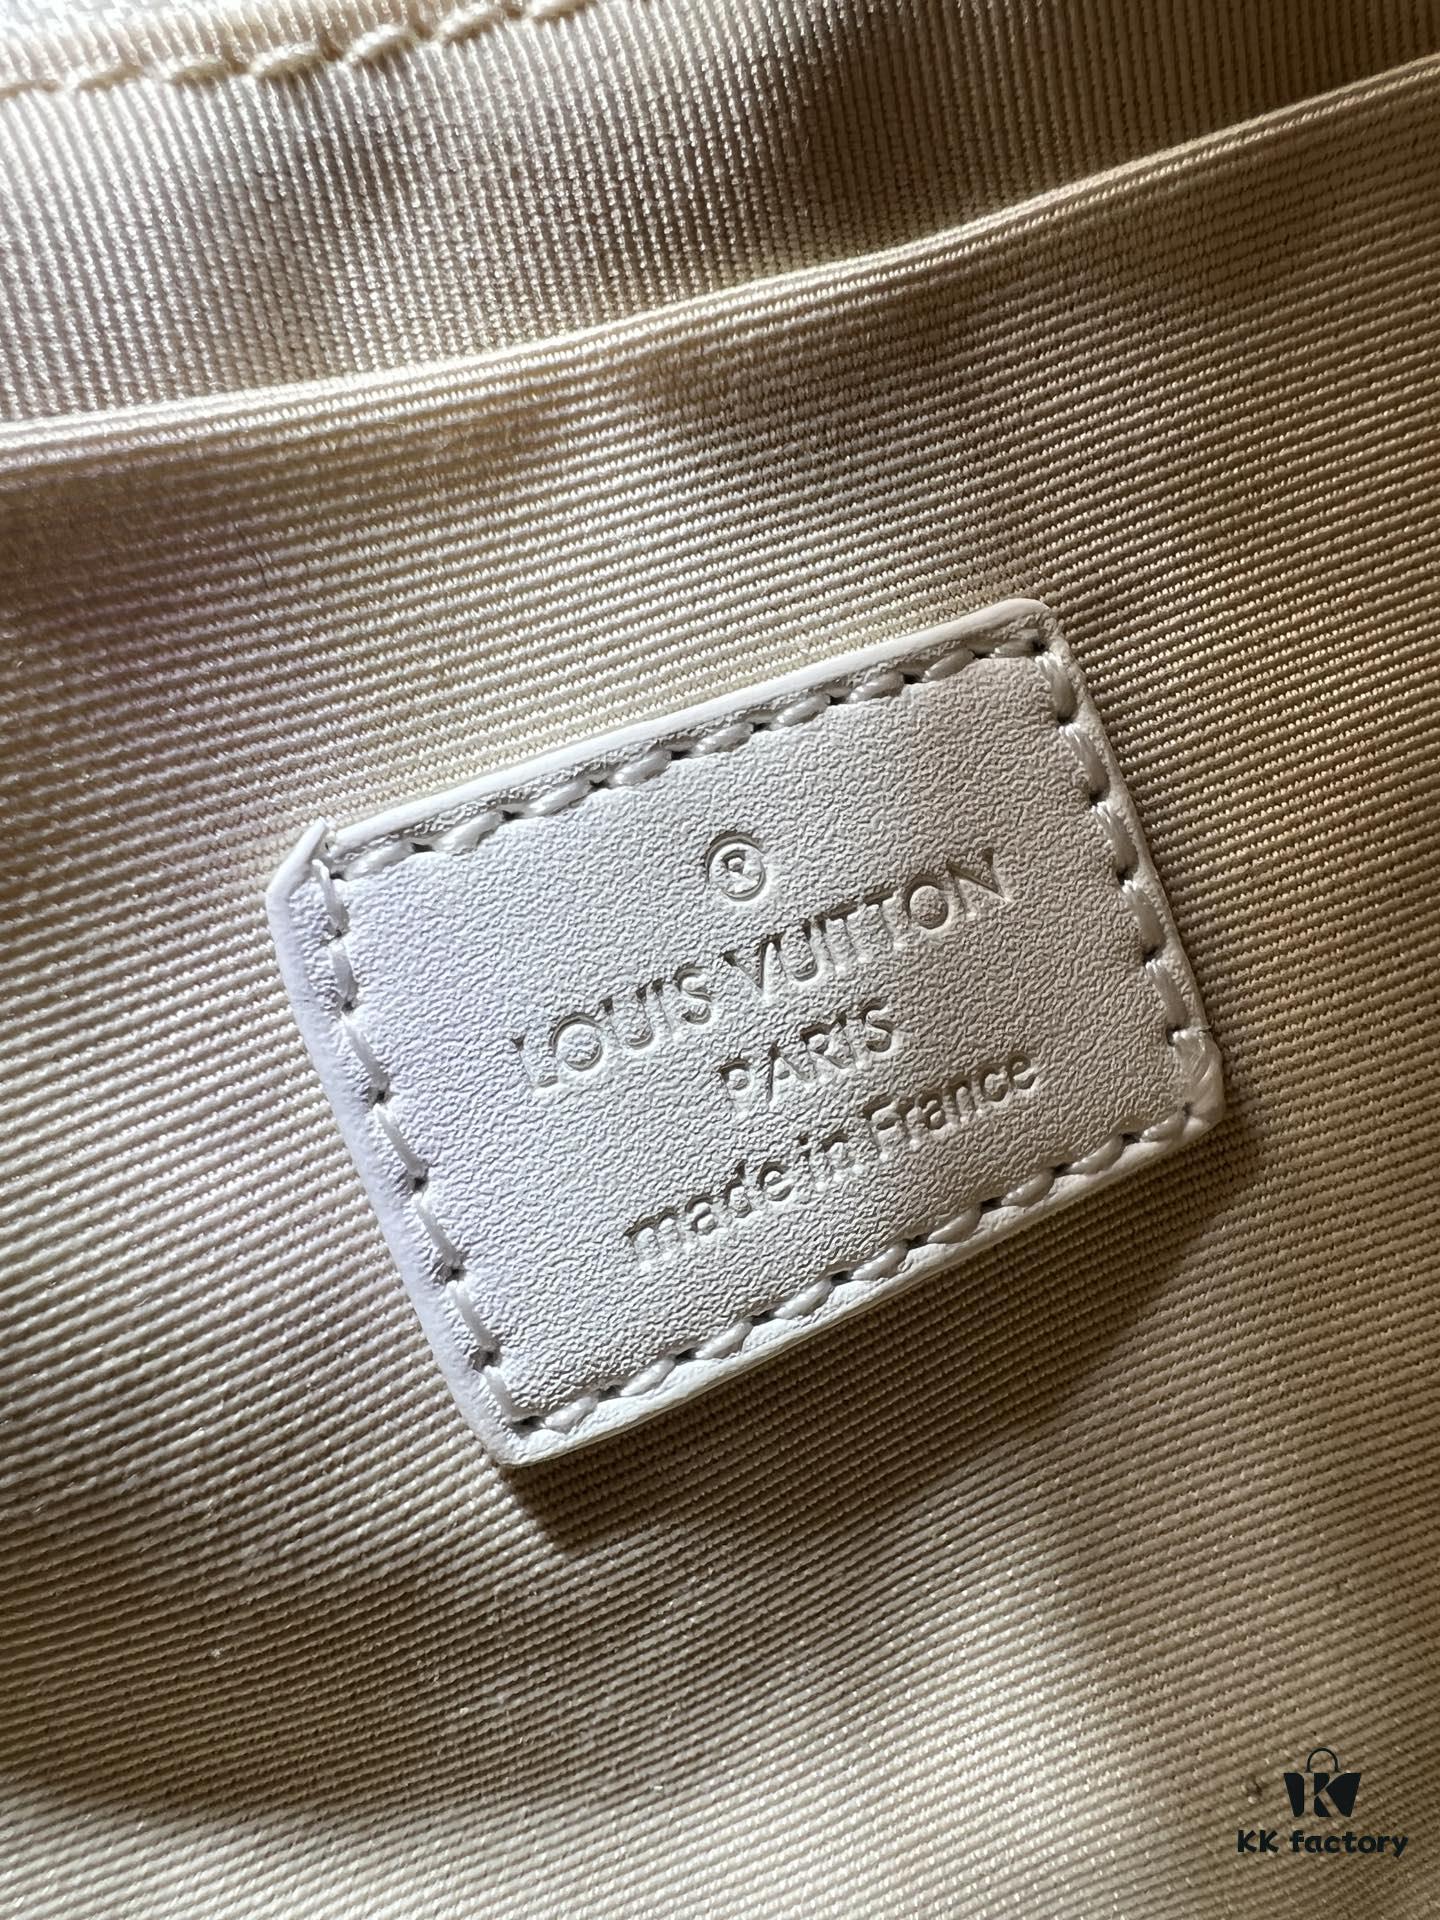 ®
LOUIS VUITTON
PARIS
made in France
KK factory